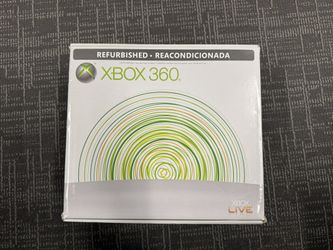 REFURBISHED • REACONDICIONADA
XBOX 360.
XBOX
LIVE